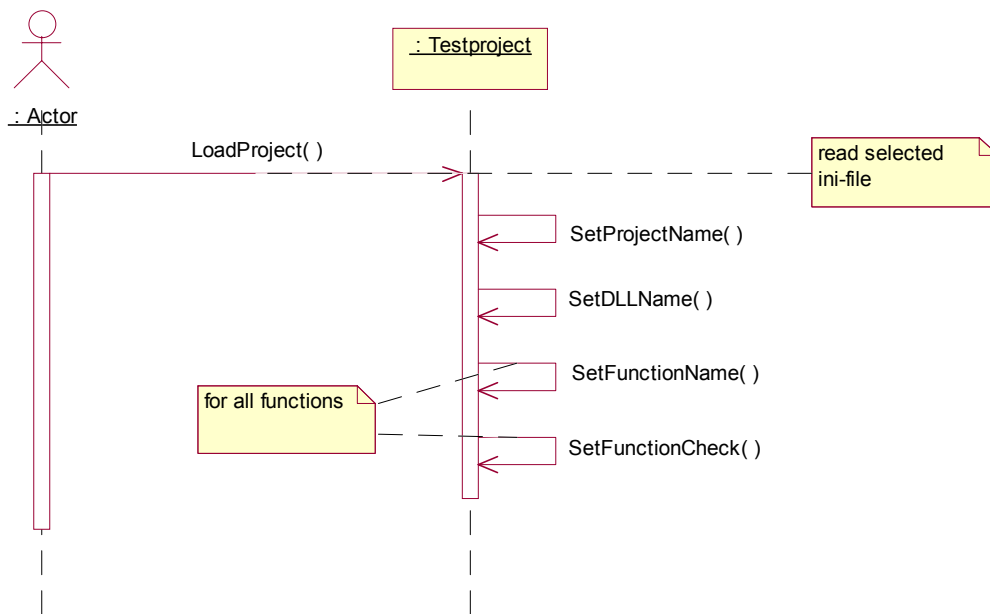 : Testproject
: Actor
LoadProject( )
read selected
ini-file
SetProjectName( )
SetDLLName( )
SetFunctionName( )
for all functions
SetFunctionCheck( )